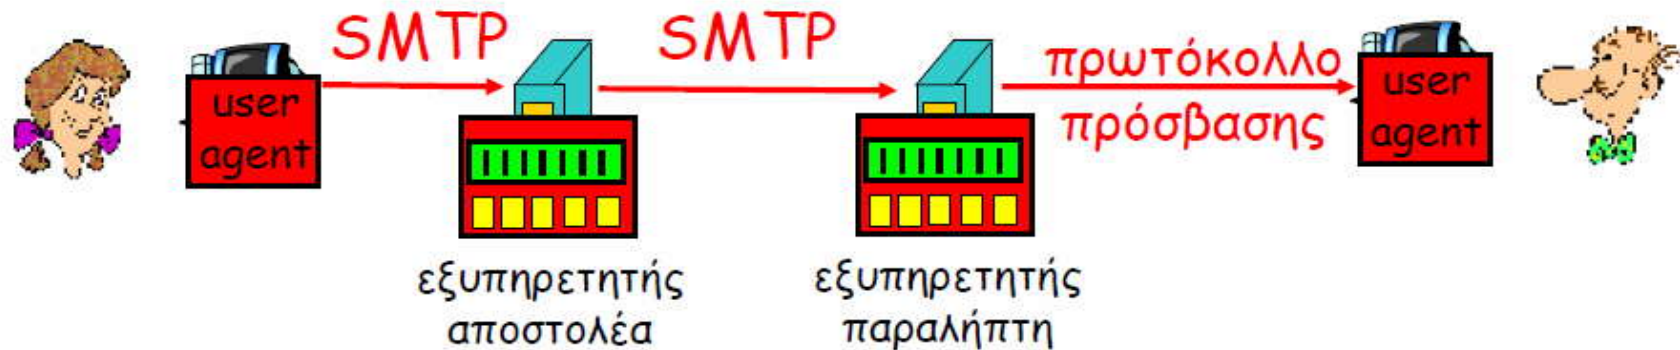 SMTP
SMTP
πρωτόκολλο
πρόσβασης
user
agent
user
agent
εξυπηρετητής
αποστολέα
εξυπηρετητής
παραλήπτη